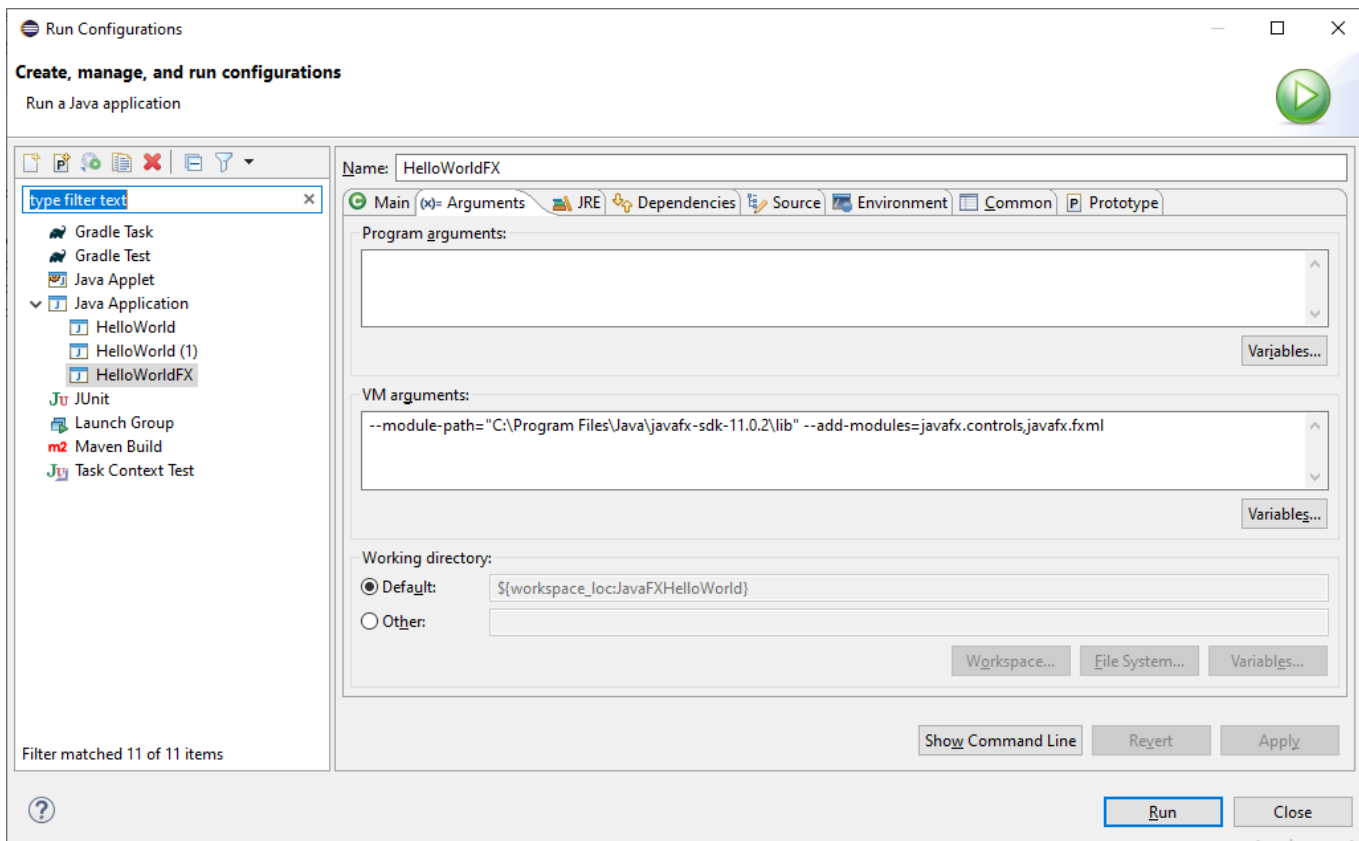 Run Configurations
Create, manage, and run configurations
Run a Java application
type filter text
Gradle Task
Gradle Test
Java Applet
Java Application
HelloWorld
HelloWorld (1)
HelloWorldFX
Ju JUnit
Launch Group
m2 Maven Build
Ju Task Context Test
Filter matched 11 of 11 items
Name: HelloWorldFX
Main (x)= Arguments JRE Dependencies Source Environment Common P Prototype
Program arguments:
Variables...
VM arguments:
--module-path="C:\Program Files\Java\javafx-sdk-11.0.2\lib" --add-modules=javafx.controls,javafx.fxml
Variables...
Working directory:
Default: ${workspace_loc:JavaFXHelloWorld}
Other:
Workspace... File System... Variables...
Show Command Line Revert Apply
Run Close